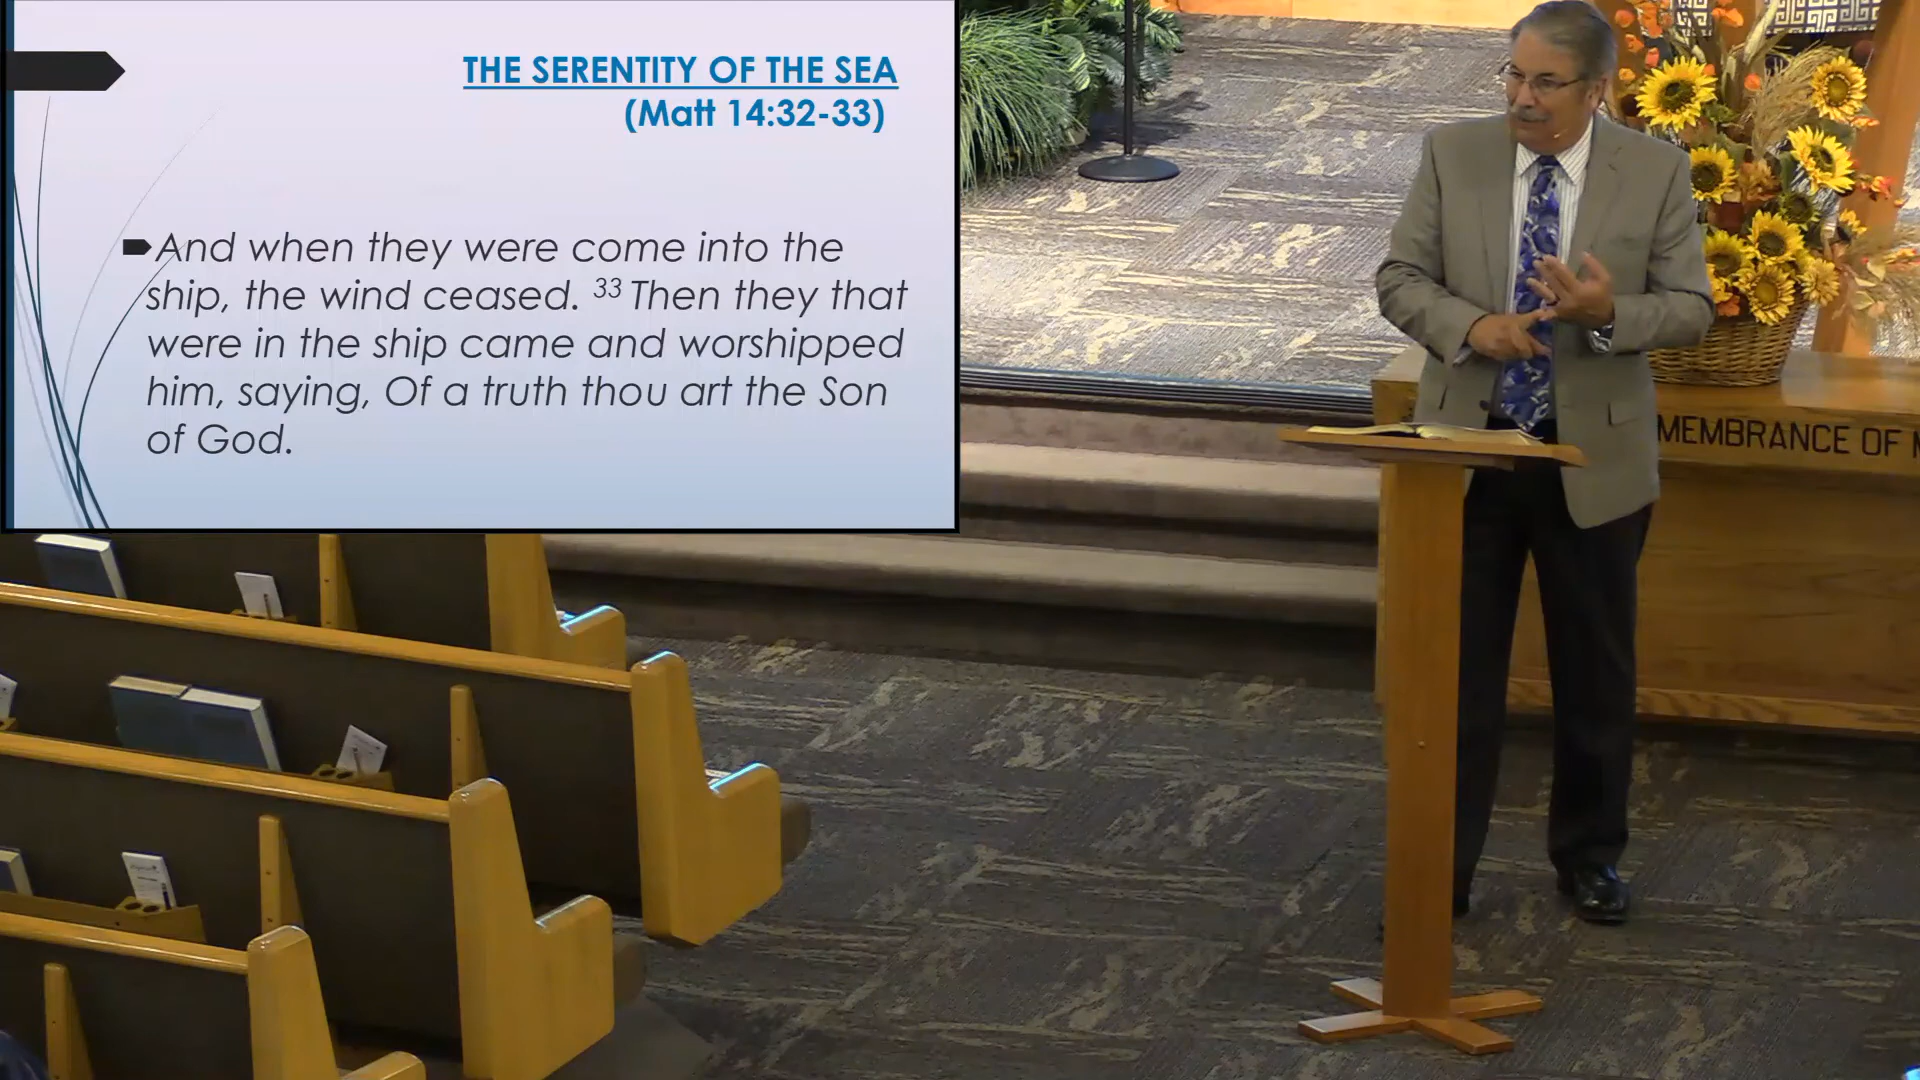 THE SERENTITY OF THE SEA
(Matt 14:32-33)
And when they were come into the
ship, the wind ceased. 33 Then they that
were in the ship came and worshipped
him, saying, Of a truth thou art the Son
of God.
MEMBRANCE OF M